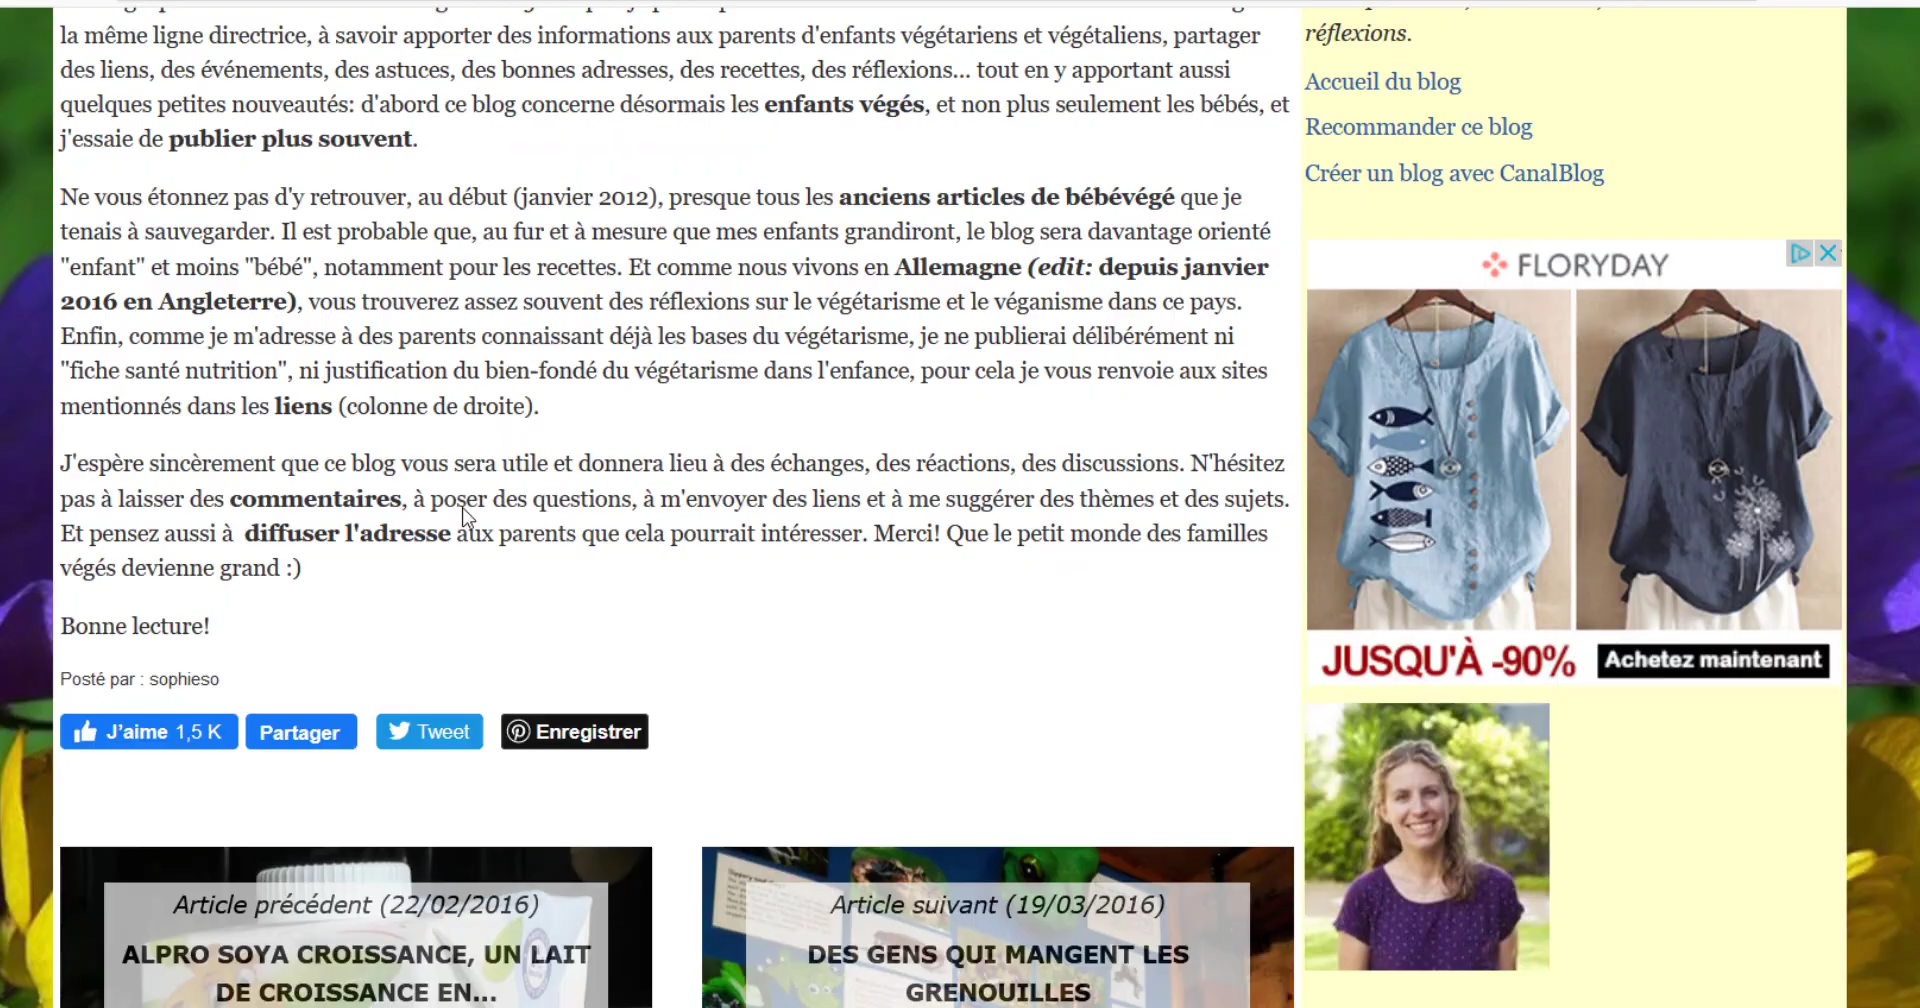 la même ligne directrice, à savoir apporter des informations aux parents d'enfants végétariens et végétaliens, partager
des liens, des événements, des astuces, des bonnes adresses, des recettes, des réflexions... tout en y apportant aussi
quelques petites nouveautés: d'abord ce blog concerne désormais les enfants végés, et non plus seulement les bébés, et
j'essaie de publier plus souvent.
Ne vous étonnez pas d'y retrouver, au début (janvier 2012), presque tous les anciens articles de bébévégé que je
tenais à sauvegarder. Il est probable que, au fur et à mesure que mes enfants grandiront, le blog sera davantage orienté
"enfant" et moins "bébé", notamment pour les recettes. Et comme nous vivons en Allemagne (edit: depuis janvier
2016 en Angleterre), vous trouverez assez souvent des réflexions sur le végétarisme et le véganisme dans ce pays.
Enfin, comme je m'adresse à des parents connaissant déjà les bases du végétarisme, je ne publierai délibérément ni
"fiche santé nutrition", ni justification du bien-fondé du végétarisme dans l'enfance, pour cela je vous renvoie aux sites
mentionnés dans les liens (colonne de droite).
J'espère sincèrement que ce blog vous sera utile et donnera lieu à des échanges, des réactions, des discussions. N'hésitez
pas à laisser des commentaires, à poser des questions, à m'envoyer des liens et à me suggérer des thèmes et des sujets.
Et pensez aussi à diffuser l'adresse aux parents que cela pourrait intéresser. Merci! Que le petit monde des familles
végés devienne grand :)
Bonne lecture!
Posté par : sophieso
J'aime 1,5 K
Partager
Tweet
Enregistrer
Article précédent (22/02/2016)
ALPRO SOYA CROISSANCE, UN LAIT
DE CROISSANCE EN...
Article suivant (19/03/2016)
DES GENS QUI MANGENT LES
GRENOUILLES
réflexions.
Accueil du blog
Recommander ce blog
Créer un blog avec CanalBlog
FLORYDAY
JUSQU'À -90%
Achetez maintenant